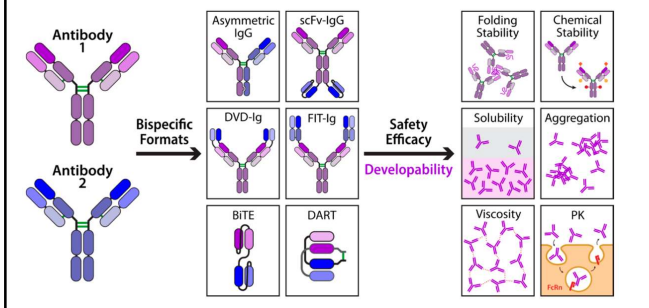 Antibody
1
Antibody
2
Bispecific
Formats
Asymmetric
IgG
scFv-IgG
DVD-Ig
FIT-Ig
BiTE
DART
Safety
Efficacy
Developability
Folding
Stability
Chemical
Stability
Solubility
Aggregation
Viscosity
PK
FcRn